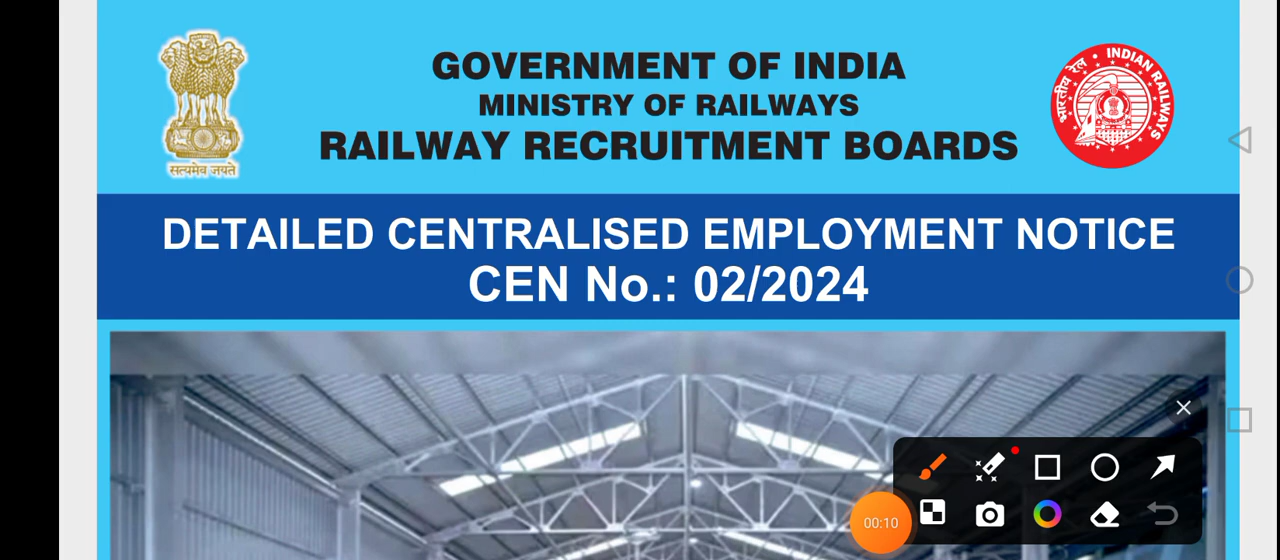 सत्यमेव जयते
GOVERNMENT OF INDIA
MINISTRY OF RAILWAYS
RAILWAY RECRUITMENT BOARDS
भारतीय रेल • INDIAN RAILWAYS
DETAILED CENTRALISED EMPLOYMENT NOTICE
CEN No.: 02/2024
00:10